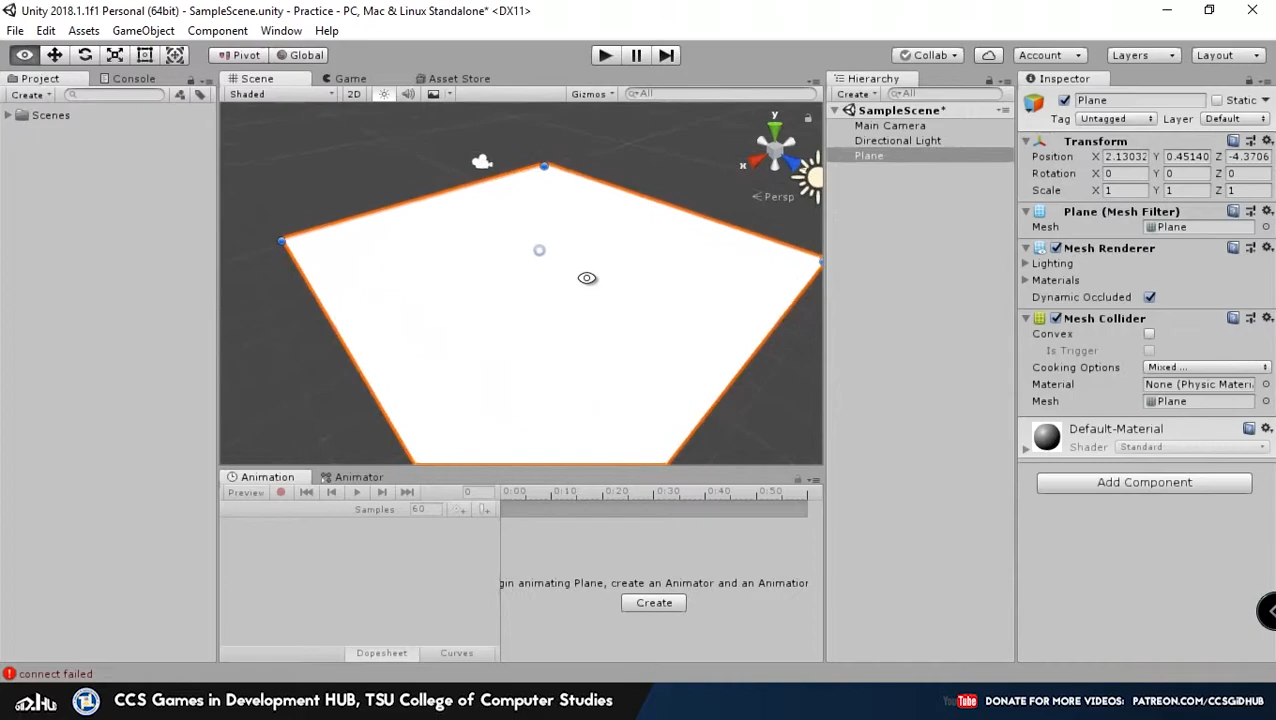 Unity 2018.1.1f1 Personal (64bit) - SampleScene.unity - Practice - PC, Mac & Linux Standalone* <DX11>
File Edit Assets GameObject Component Window Help
Pivot Global Collab Account Layers Layout
Project Console Scene Game Asset Store Hierarchy Inspector
Create Shaded 2D Gizmos All Create All Plane Static
Scenes SampleScene* Tag Untagged Layer Default
Main Camera
Directional Light Transform
Plane Position X 2.13032 Y 0.45140 Z -4.3706
Rotation X 0 Y 0 Z 0
Scale X 1 Y 1 Z 1
y
x
Persp
Plane (Mesh Filter)
Mesh Plane
Mesh Renderer
Lighting
Materials
Dynamic Occluded
Mesh Collider
Convex
Is Trigger
Cooking Options Mixed ...
Material None (Physic Materi
Mesh Plane
Default-Material
Shader Standard
Add Component
Animation Animator
Preview 0 0:00 0:10 0:20 0:30 0:40 0:50
Samples 60
gin animating Plane, create an Animator and an Animation
Create
Dopesheet Curves
connect failed
CCS Games in Development HUB, TSU College of Computer Studies YouTube DONATE FOR MORE VIDEOS: PATREON.COM/CCSGIDHUB